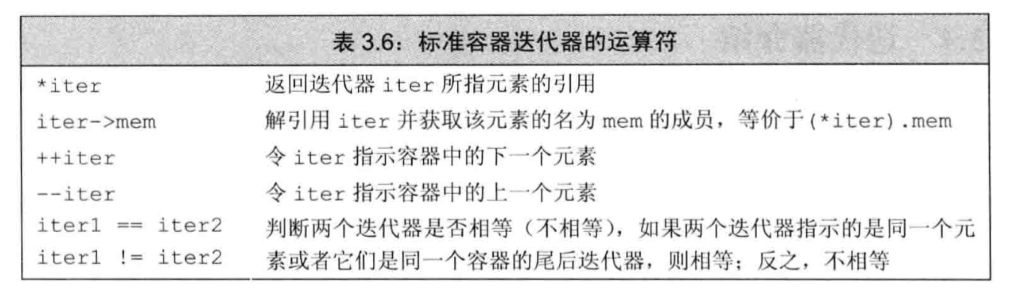 表 3.6：标准容器迭代器的运算符
*iter 返回迭代器 iter 所指元素的引用
iter->mem 解引用 iter 并获取该元素的名为 mem 的成员，等价于(*iter).mem
++iter 令 iter 指示容器中的下一个元素
--iter 令 iter 指示容器中的上一个元素
iter1 == iter2 判断两个迭代器是否相等（不相等），如果两个迭代器指示的是同一个元
iter1 != iter2 素或者它们是同一个容器的尾后迭代器，则相等；反之，不相等